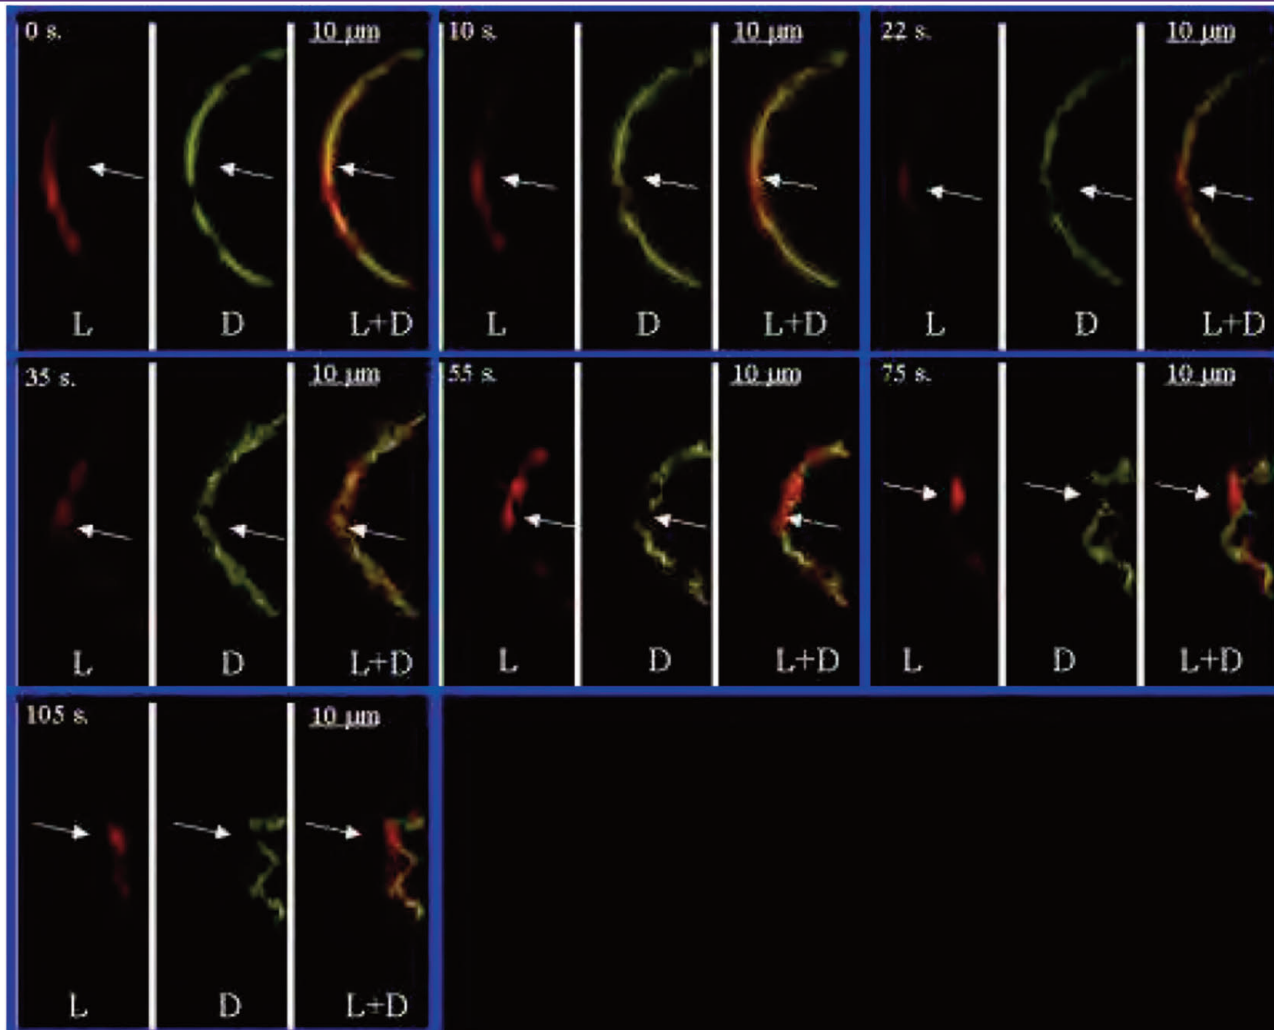 0 s. 10 µm
L D L+D
10 s. 10 µm
L D L+D
22 s. 10 µm
L D L+D
35 s. 10 µm
L D L+D
55 s. 10 µm
L D L+D
75 s. 10 µm
L D L+D
105 s. 10 µm
L D L+D